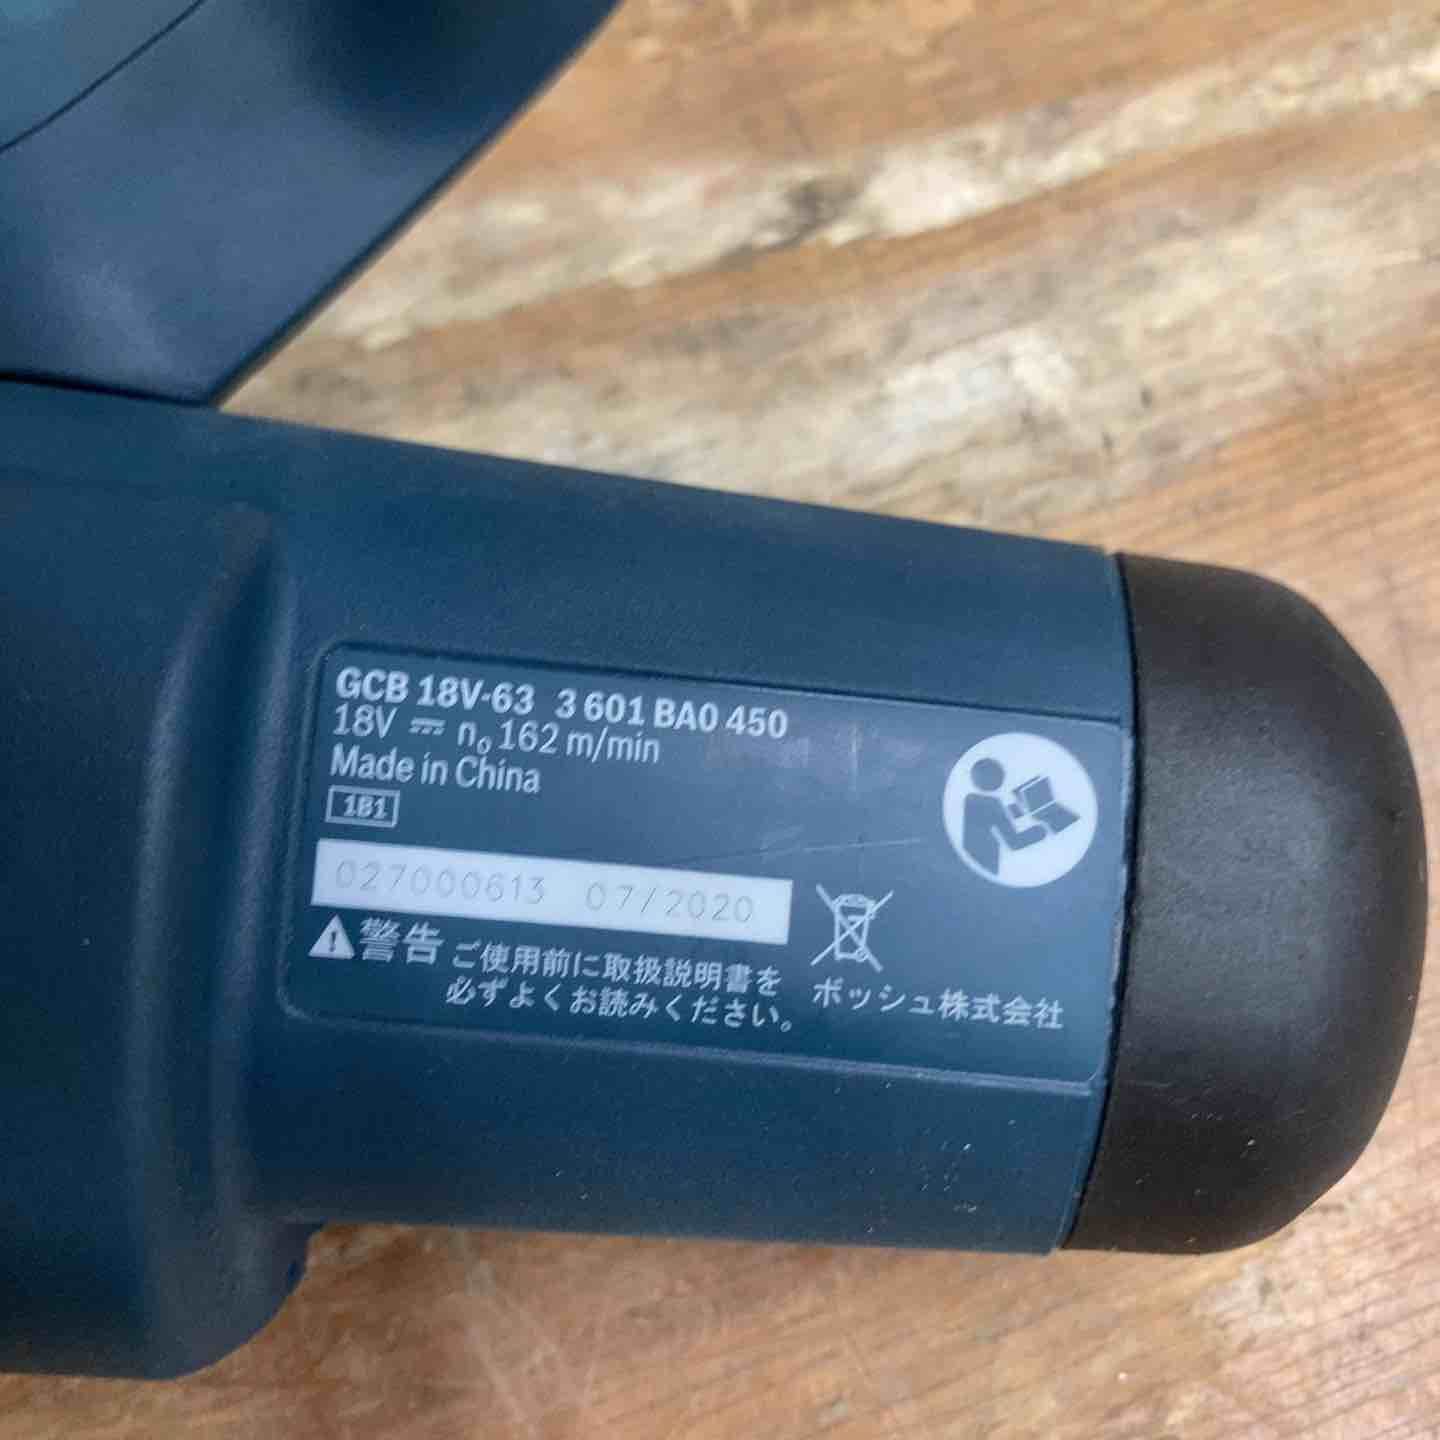 GCB 18V-63 3 601 BA0 450
18V ⎓ n₀ 162 m/min
Made in China
1B1
027000613 07/2020
警告 ご使用前に取扱説明書を
必ずよくお読みください。
ボッシュ株式会社